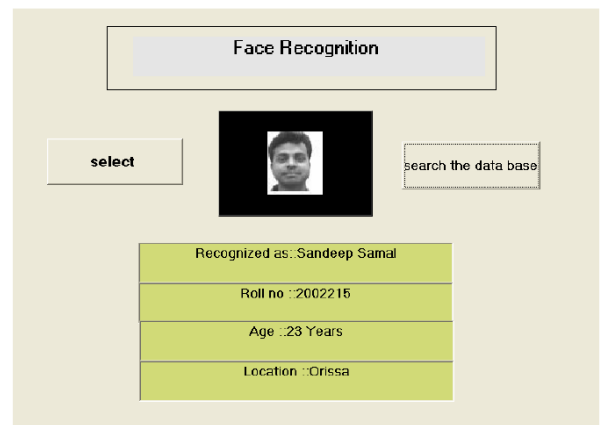 Face Recognition
select
search the data base
Recognized as::Sandeep Samal
Roll no ::2002215
Age ::23 Years
Location ::Orissa